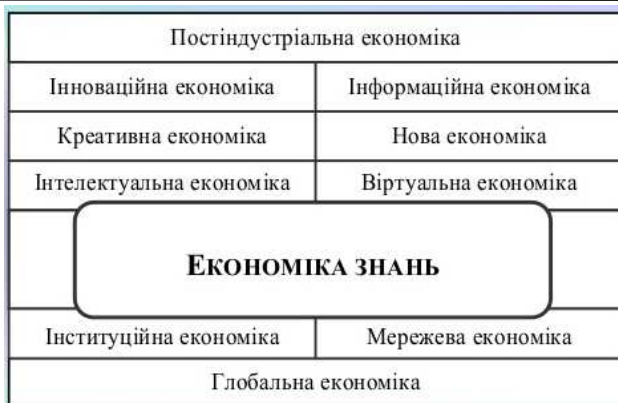 Постіндустріальна економіка
Інноваційна економіка
Інформаційна економіка
Креативна економіка
Нова економіка
Інтелектуальна економіка
Віртуальна економіка
ЕКОНОМІКА ЗНАНЬ
Інституційна економіка
Мережева економіка
Глобальна економіка